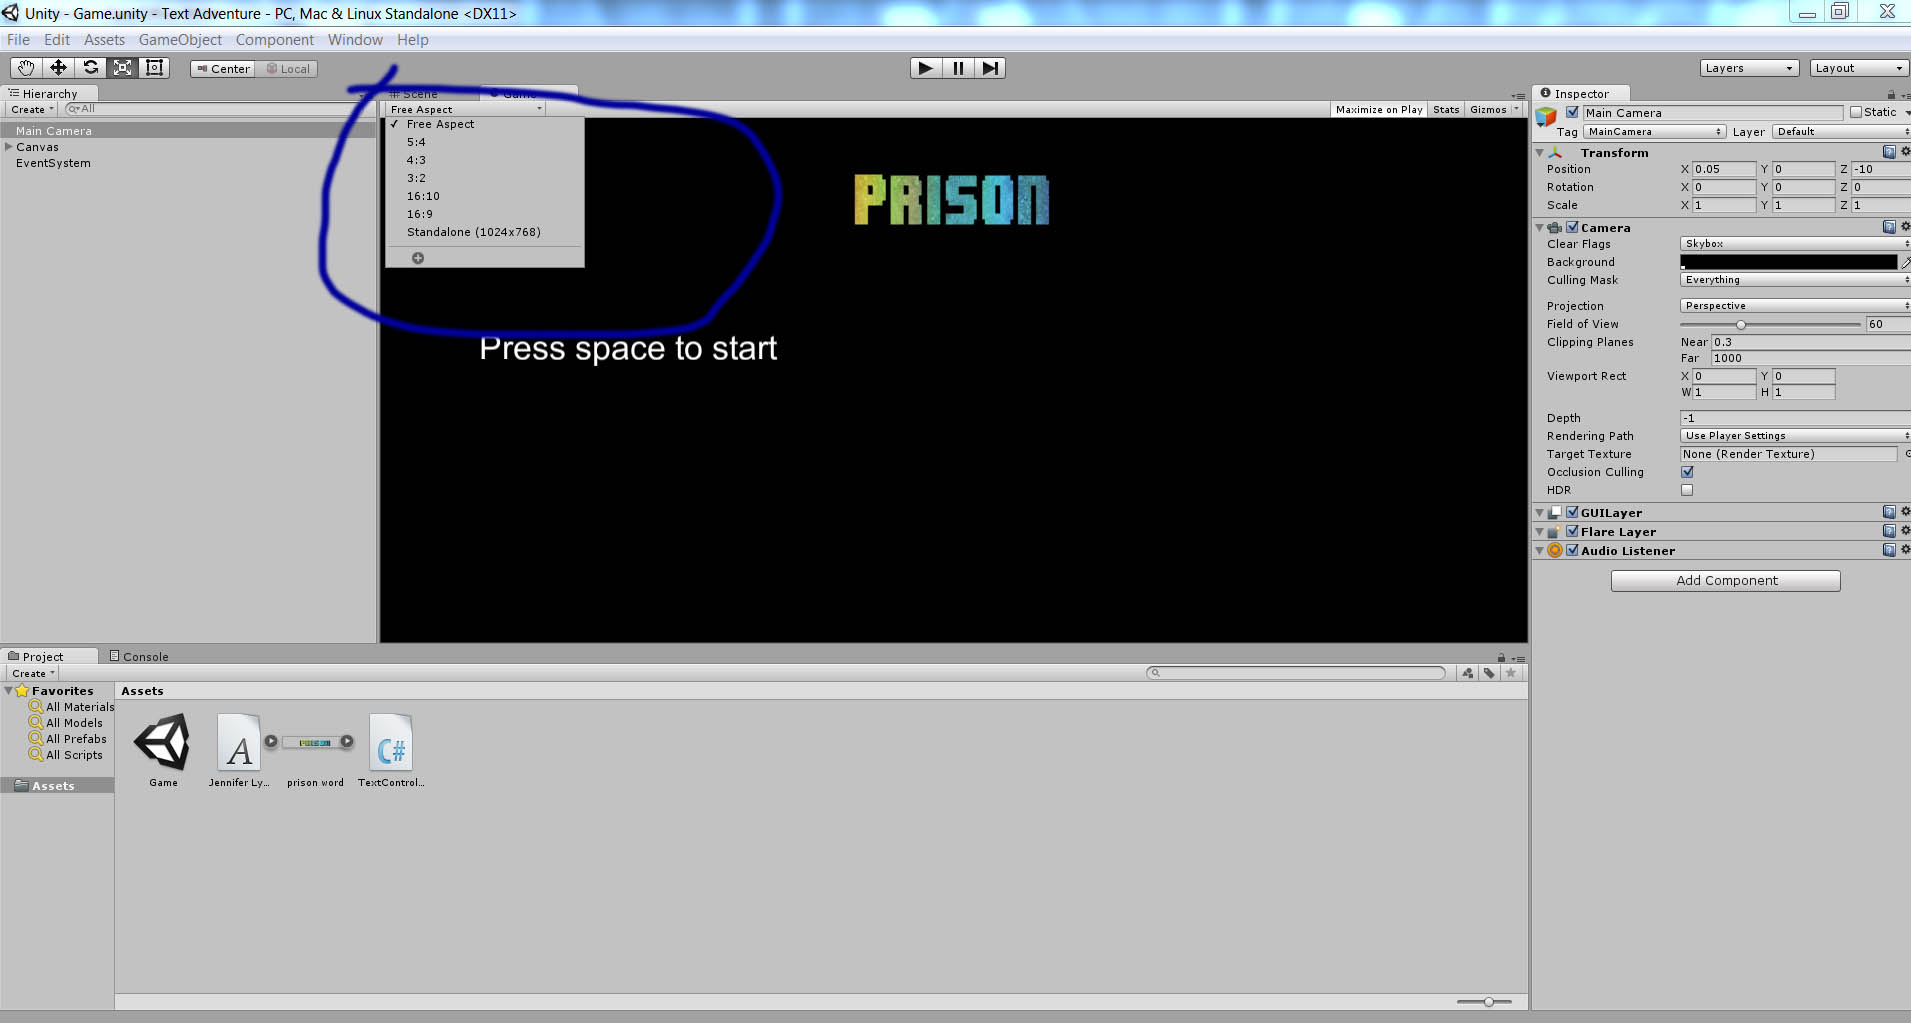 Unity - Game.unity - Text Adventure - PC, Mac & Linux Standalone <DX11>
File Edit Assets GameObject Component Window Help
Center Local
Layers Layout
Hierarchy
Create All
Main Camera
Canvas
EventSystem
Scene Game
Free Aspect
Maximize on Play Stats Gizmos
Free Aspect
5:4
4:3
3:2
16:10
16:9
Standalone (1024x768)
PRISON
Press space to start
Inspector
Main Camera Static
Tag MainCamera Layer Default
Transform
Position X 0.05 Y 0 Z -10
Rotation X 0 Y 0 Z 0
Scale X 1 Y 1 Z 1
Camera
Clear Flags Skybox
Background
Culling Mask Everything
Projection Perspective
Field of View 60
Clipping Planes Near 0.3
Far 1000
Viewport Rect X 0 Y 0
W 1 H 1
Depth -1
Rendering Path Use Player Settings
Target Texture None (Render Texture)
Occlusion Culling
HDR
GUILayer
Flare Layer
Audio Listener
Add Component
Project Console
Create
Favorites
All Materials
All Models
All Prefabs
All Scripts
Assets
Assets
A PRISON C#
Game Jennifer Ly... prison word TextControl...